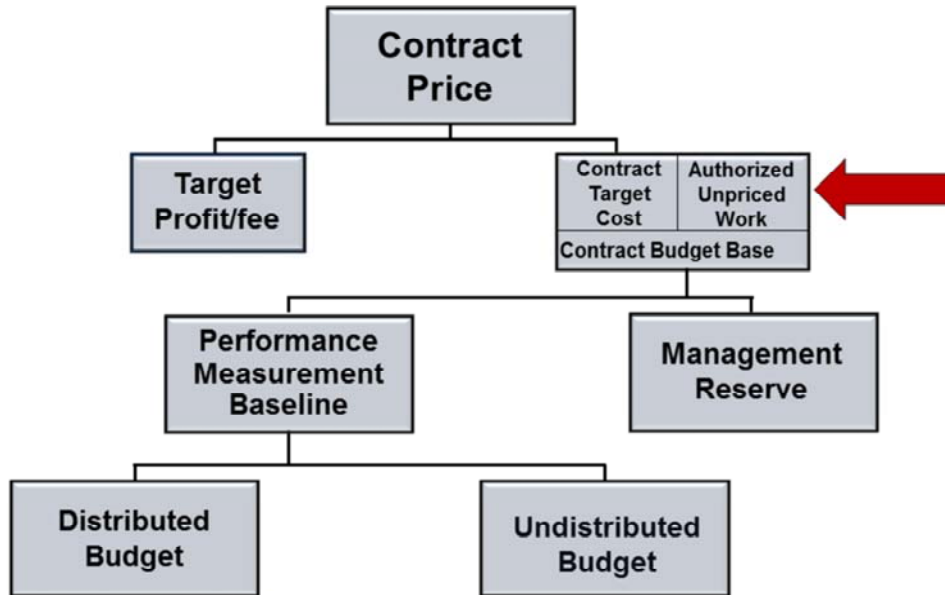 Contract
Price
Target
Profit/fee
Contract
Target
Cost
Authorized
Unpriced
Work
Contract Budget Base
Performance
Measurement
Baseline
Management
Reserve
Distributed
Budget
Undistributed
Budget